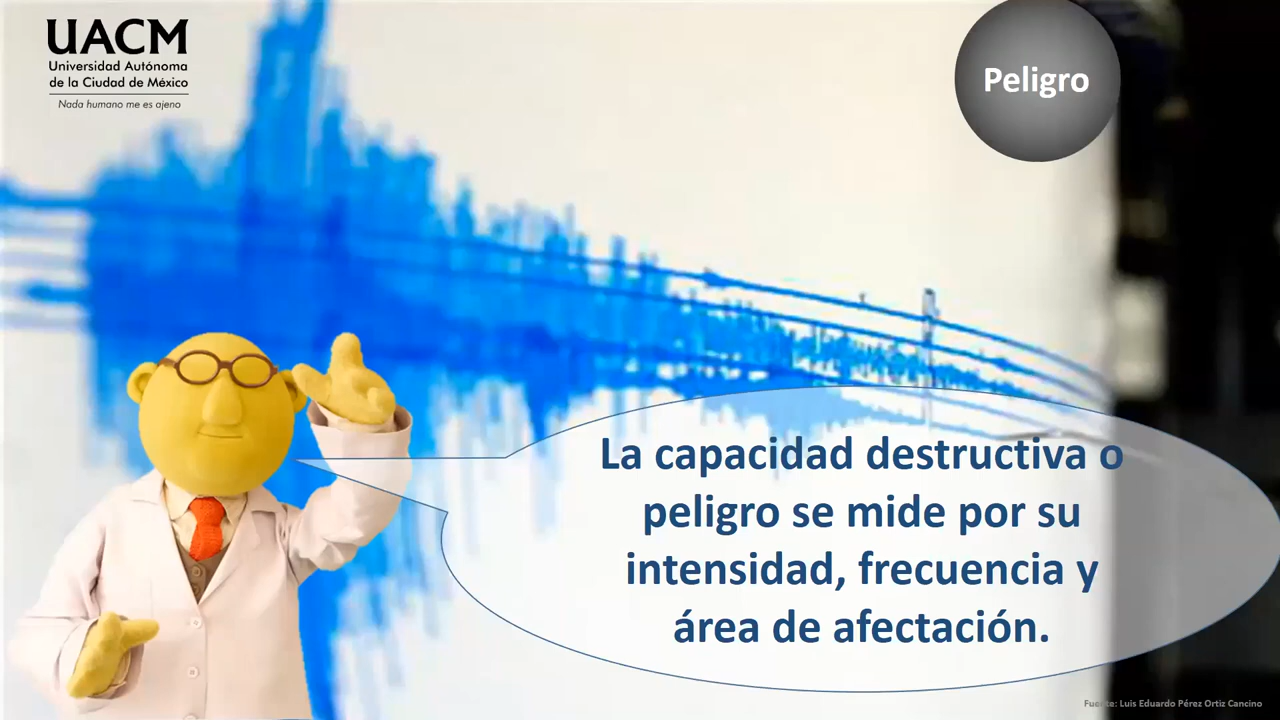 UACM
Universidad Autónoma
de la Ciudad de México
Nada humano me es ajeno
Peligro
La capacidad destructiva o
peligro se mide por su
intensidad, frecuencia y
área de afectación.
Fuente: Luis Eduardo Pérez Ortiz Cancino